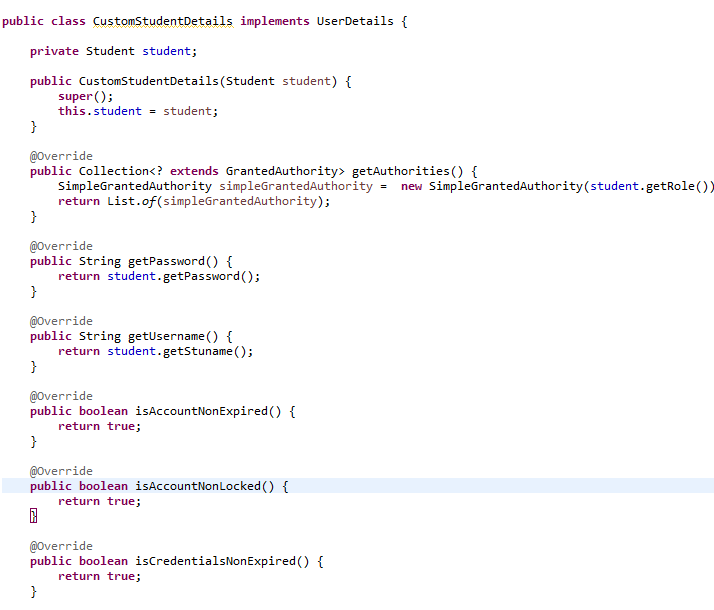 public class CustomStudentDetails implements UserDetails {
private Student student;
public CustomStudentDetails(Student student) {
super();
this.student = student;
}
@Override
public Collection<? extends GrantedAuthority> getAuthorities() {
SimpleGrantedAuthority simpleGrantedAuthority =  new SimpleGrantedAuthority(student.getRole())
return List.of(simpleGrantedAuthority);
}
@Override
public String getPassword() {
return student.getPassword();
}
@Override
public String getUsername() {
return student.getStuname();
}
@Override
public boolean isAccountNonExpired() {
return true;
}
@Override
public boolean isAccountNonLocked() {
return true;
}
@Override
public boolean isCredentialsNonExpired() {
return true;
}